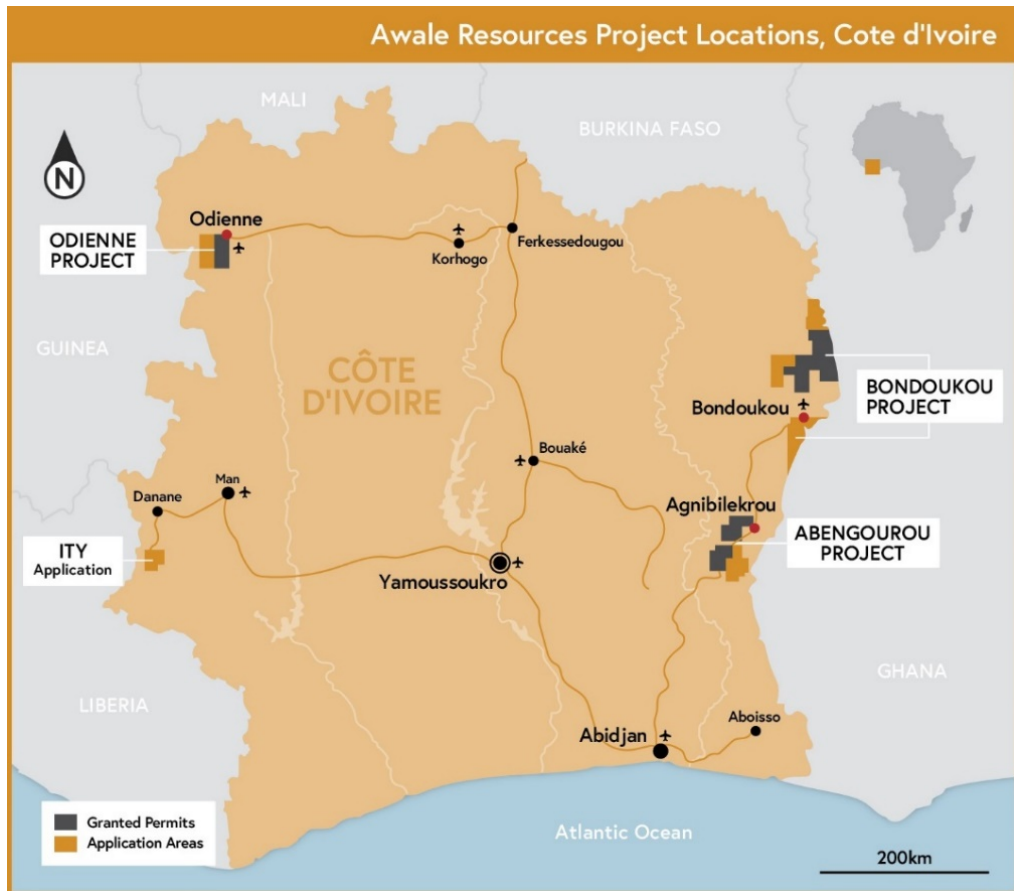 Awale Resources Project Locations, Cote d'Ivoire
MALI
BURKINA FASO
N
Odienne
ODIENNE
PROJECT
Korhogo
Ferkessedougou
GUINEA
CÔTE
D'IVOIRE
BONDOUKOU
PROJECT
Bondoukou
Bouaké
Man
Danane
Agnibilekrou
ABENGOUROU
PROJECT
ITY
Application
Yamoussoukro
GHANA
LIBERIA
Abidjan
Aboisso
Granted Permits
Application Areas
Atlantic Ocean
200km